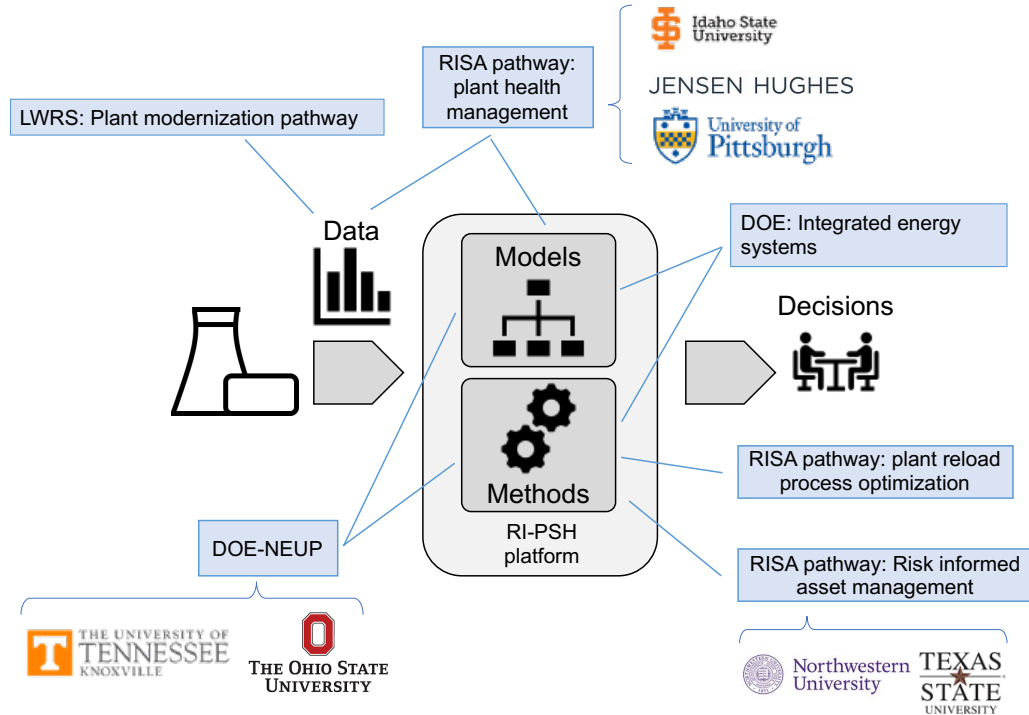 Idaho State
University
RISA pathway:
plant health
management
JENSEN HUGHES
LWRS: Plant modernization pathway
University of
Pittsburgh
Data
DOE: Integrated energy
systems
Models
Decisions
RISA pathway: plant reload
process optimization
Methods
RI-PSH
platform
DOE-NEUP
RISA pathway: Risk informed
asset management
THE UNIVERSITY OF
TENNESSEE
KNOXVILLE
THE OHIO STATE
UNIVERSITY
Northwestern
University
TEXAS
STATE
UNIVERSITY